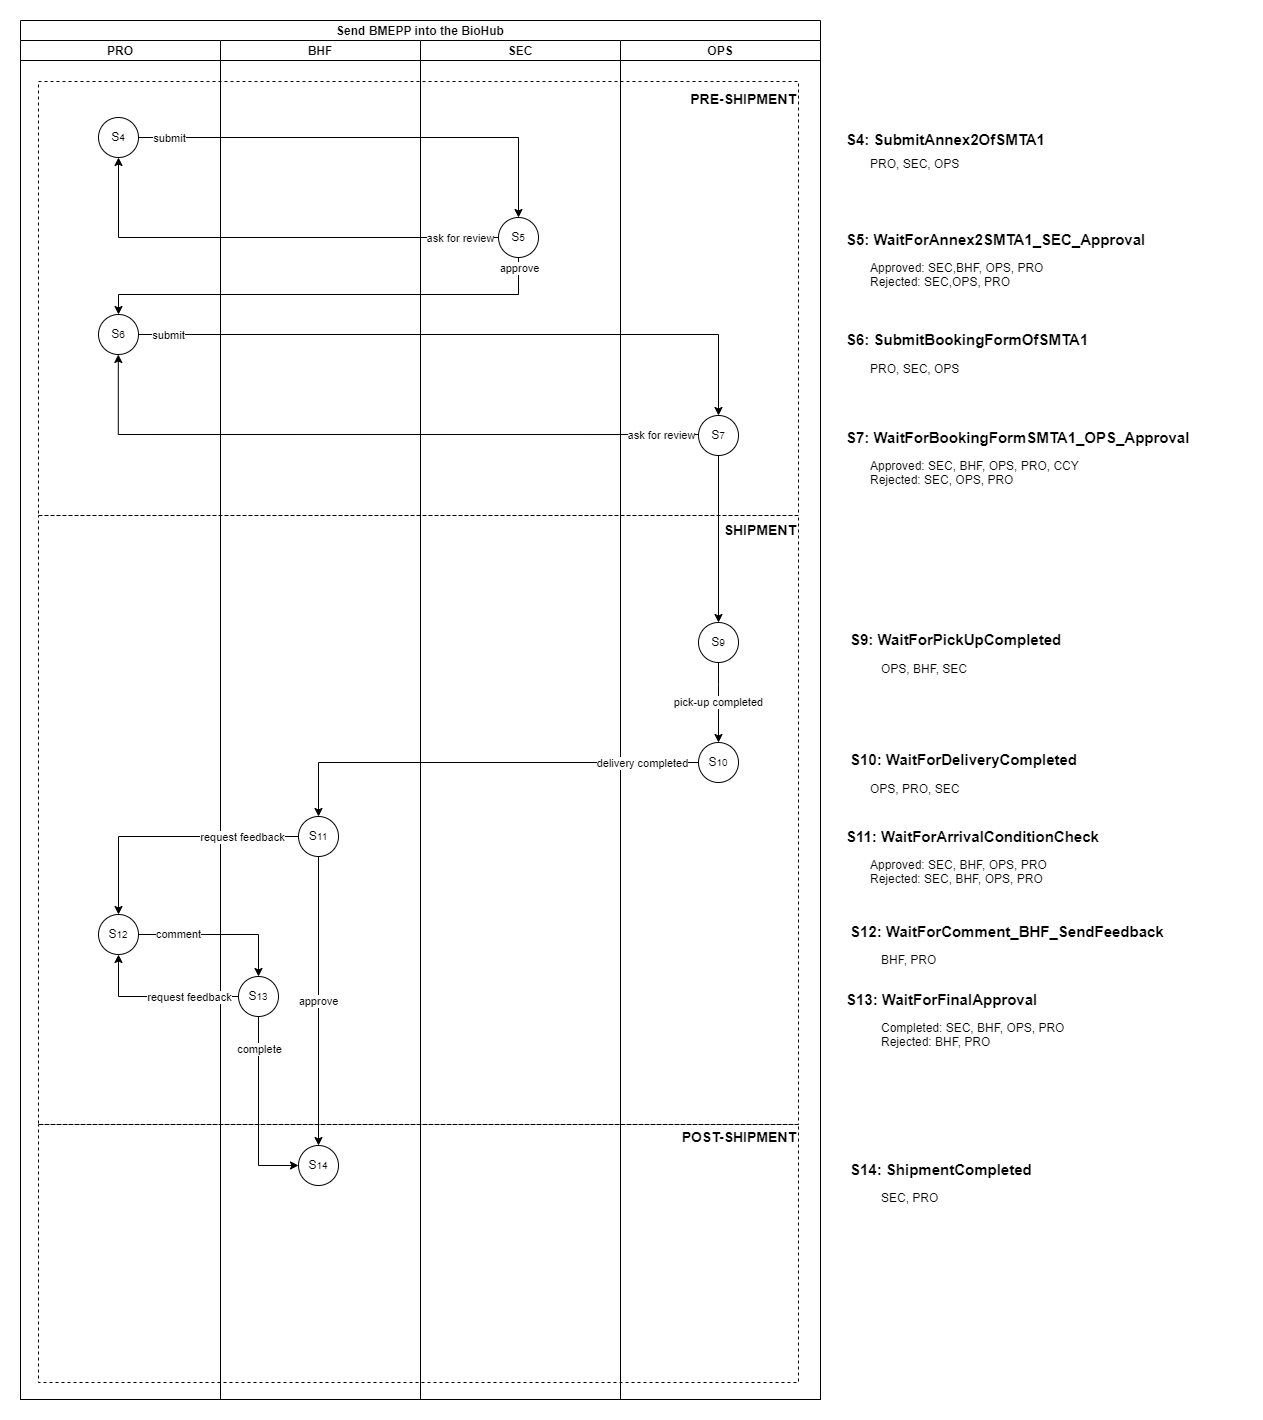 Send BMEPP into the BioHub
PRO
BHF
SEC
OPS
PRE-SHIPMENT
S4
submit
S4: SubmitAnnex2OfSMTA1
PRO, SEC, OPS
ask for review
S5
approve
S5: WaitForAnnex2SMTA1_SEC_Approval
Approved: SEC,BHF, OPS, PRO
Rejected: SEC,OPS, PRO
S6
submit
S6: SubmitBookingFormOfSMTA1
PRO, SEC, OPS
ask for review
S7
S7: WaitForBookingFormSMTA1_OPS_Approval
Approved: SEC, BHF, OPS, PRO, CCY
Rejected: SEC, OPS, PRO
SHIPMENT
S9
S9: WaitForPickUpCompleted
OPS, BHF, SEC
pick-up completed
delivery completed
S10
S10: WaitForDeliveryCompleted
OPS, PRO, SEC
request feedback
S11
S11: WaitForArrivalConditionCheck
Approved: SEC, BHF, OPS, PRO
Rejected: SEC, BHF, OPS, PRO
S12
comment
S12: WaitForComment_BHF_SendFeedback
BHF, PRO
request feedback
S13
approve
complete
S13: WaitForFinalApproval
Completed: SEC, BHF, OPS, PRO
Rejected: BHF, PRO
POST-SHIPMENT
S14
S14: ShipmentCompleted
SEC, PRO